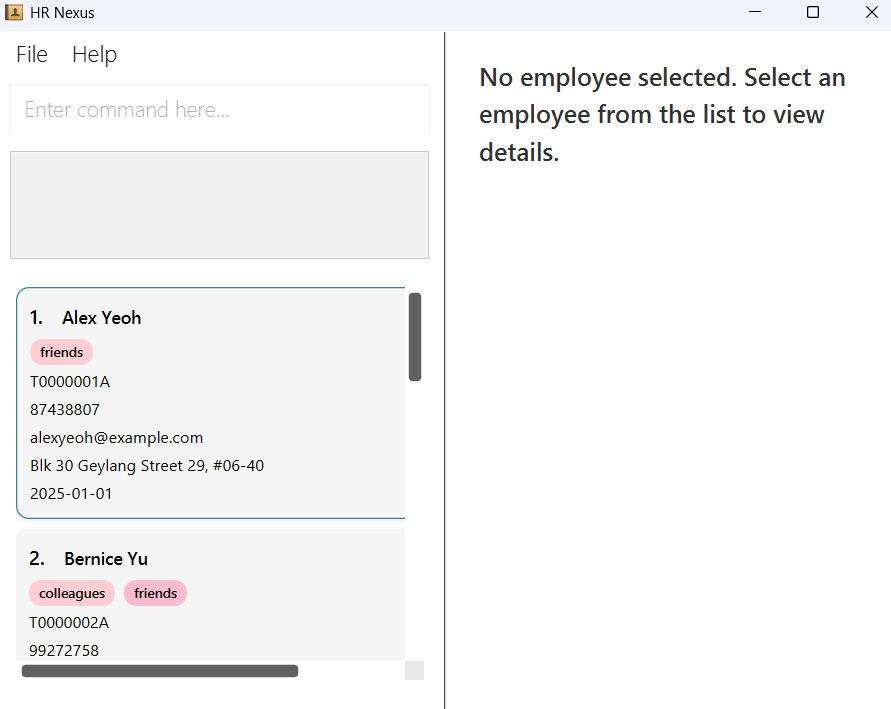 HR Nexus
File Help
Enter command here...
No employee selected. Select an
employee from the list to view
details.
1. Alex Yeoh
friends
T0000001A
87438807
alexyeoh@example.com
Blk 30 Geylang Street 29, #06-40
2025-01-01
2. Bernice Yu
colleagues friends
T0000002A
99272758